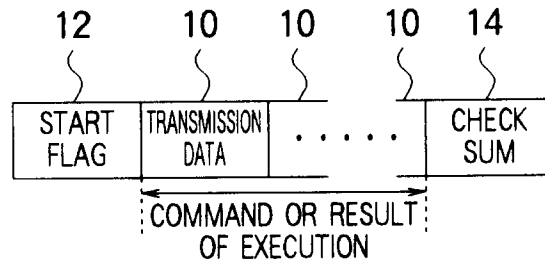 12 10 10 10 14
START FLAG TRANSMISSION DATA ..... CHECK SUM
COMMAND OR RESULT
OF EXECUTION